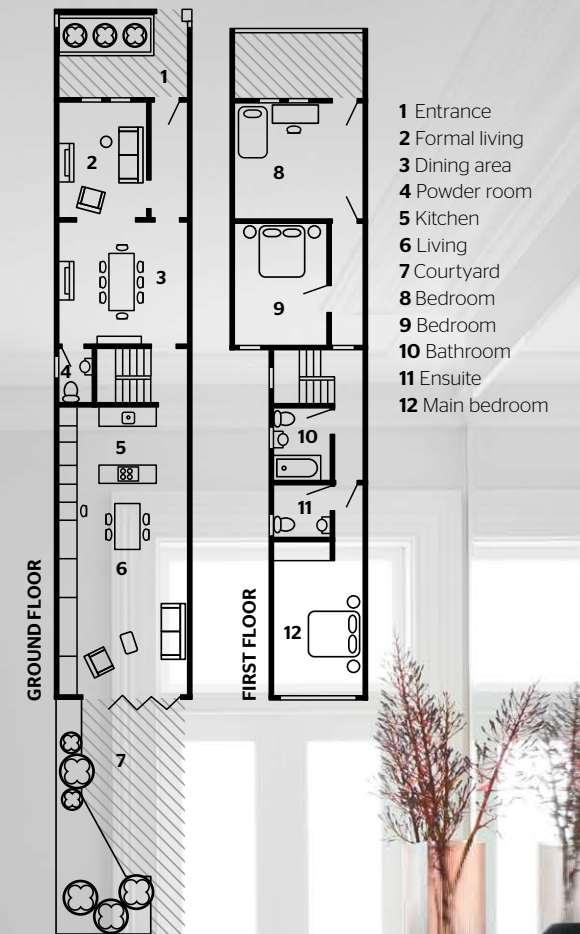 1
2
3
4
5
6
7
GROUND FLOOR
8
9
10
11
12
FIRST FLOOR
1 Entrance
2 Formal living
3 Dining area
4 Powder room
5 Kitchen
6 Living
7 Courtyard
8 Bedroom
9 Bedroom
10 Bathroom
11 Ensuite
12 Main bedroom